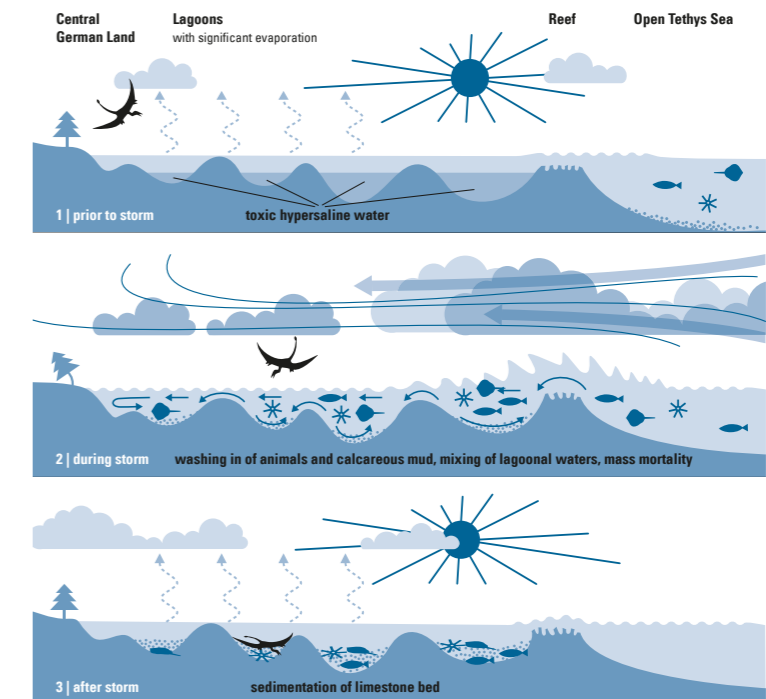 Central
German Land
Lagoons
with significant evaporation
Reef
Open Tethys Sea
1 | prior to storm
toxic hypersaline water
2 | during storm
washing in of animals and calcareous mud, mixing of lagoonal waters, mass mortality
3 | after storm
sedimentation of limestone bed